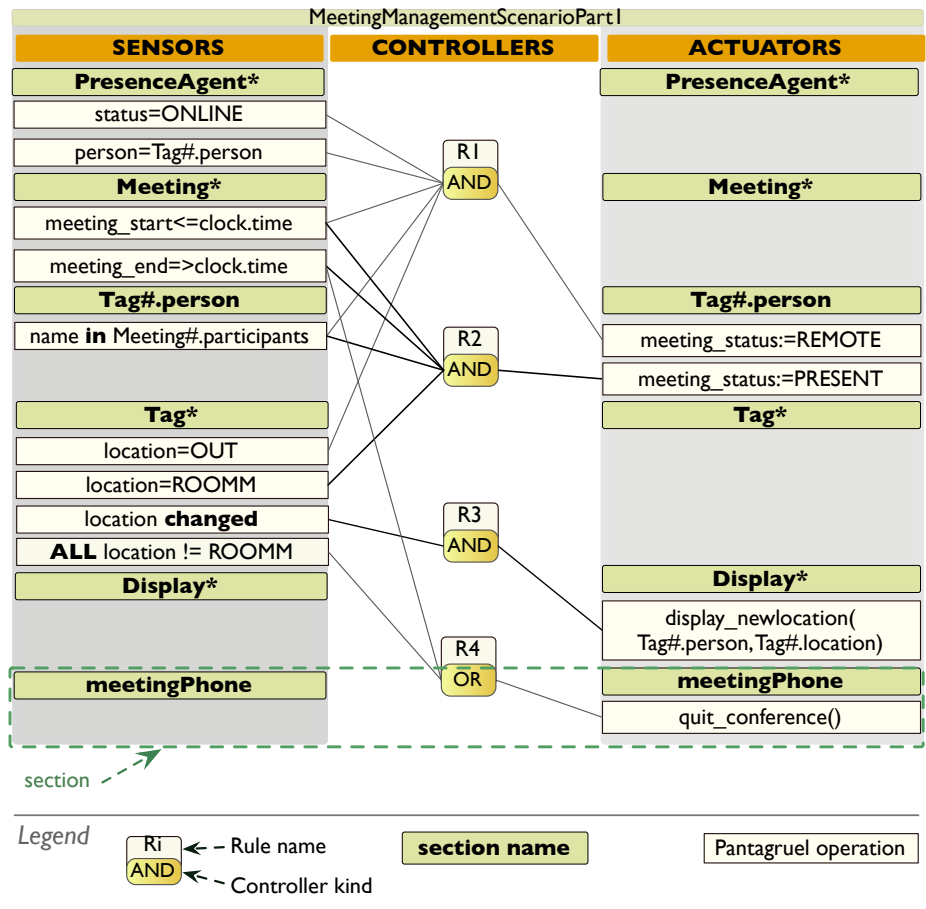 MeetingManagementScenarioPart1
SENSORS
CONTROLLERS
ACTUATORS
PresenceAgent*
PresenceAgent*
status=ONLINE
person=Tag#.person
R1
AND
Meeting*
Meeting*
meeting_start<=clock.time
meeting_end=>clock.time
Tag#.person
Tag#.person
name in Meeting#.participants
R2
AND
meeting_status:=REMOTE
meeting_status:=PRESENT
Tag*
Tag*
location=OUT
location=ROOMM
location changed
ALL location != ROOMM
R3
AND
Display*
Display*
display_newlocation(
Tag#.person,Tag#.location)
R4
OR
meetingPhone
meetingPhone
quit_conference()
section
Legend
Ri
AND
Rule name
Controller kind
section name
Pantagruel operation